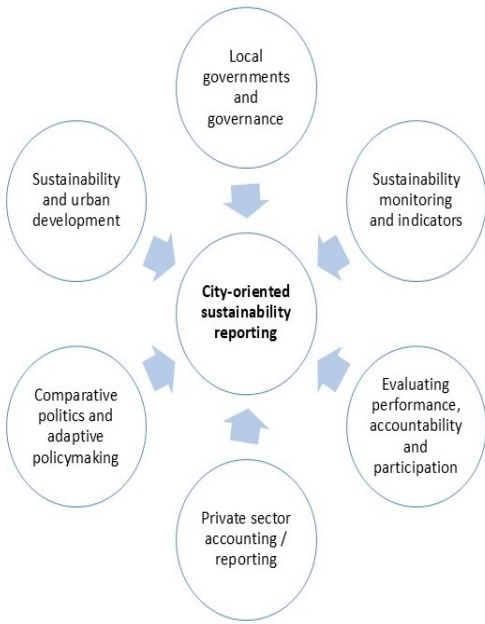 Local
governments
and
governance
Sustainability
and urban
development
Sustainability
monitoring
and indicators
City-oriented
sustainability
reporting
Comparative
politics and
adaptive
policymaking
Evaluating
performance,
accountability
and
participation
Private sector
accounting /
reporting